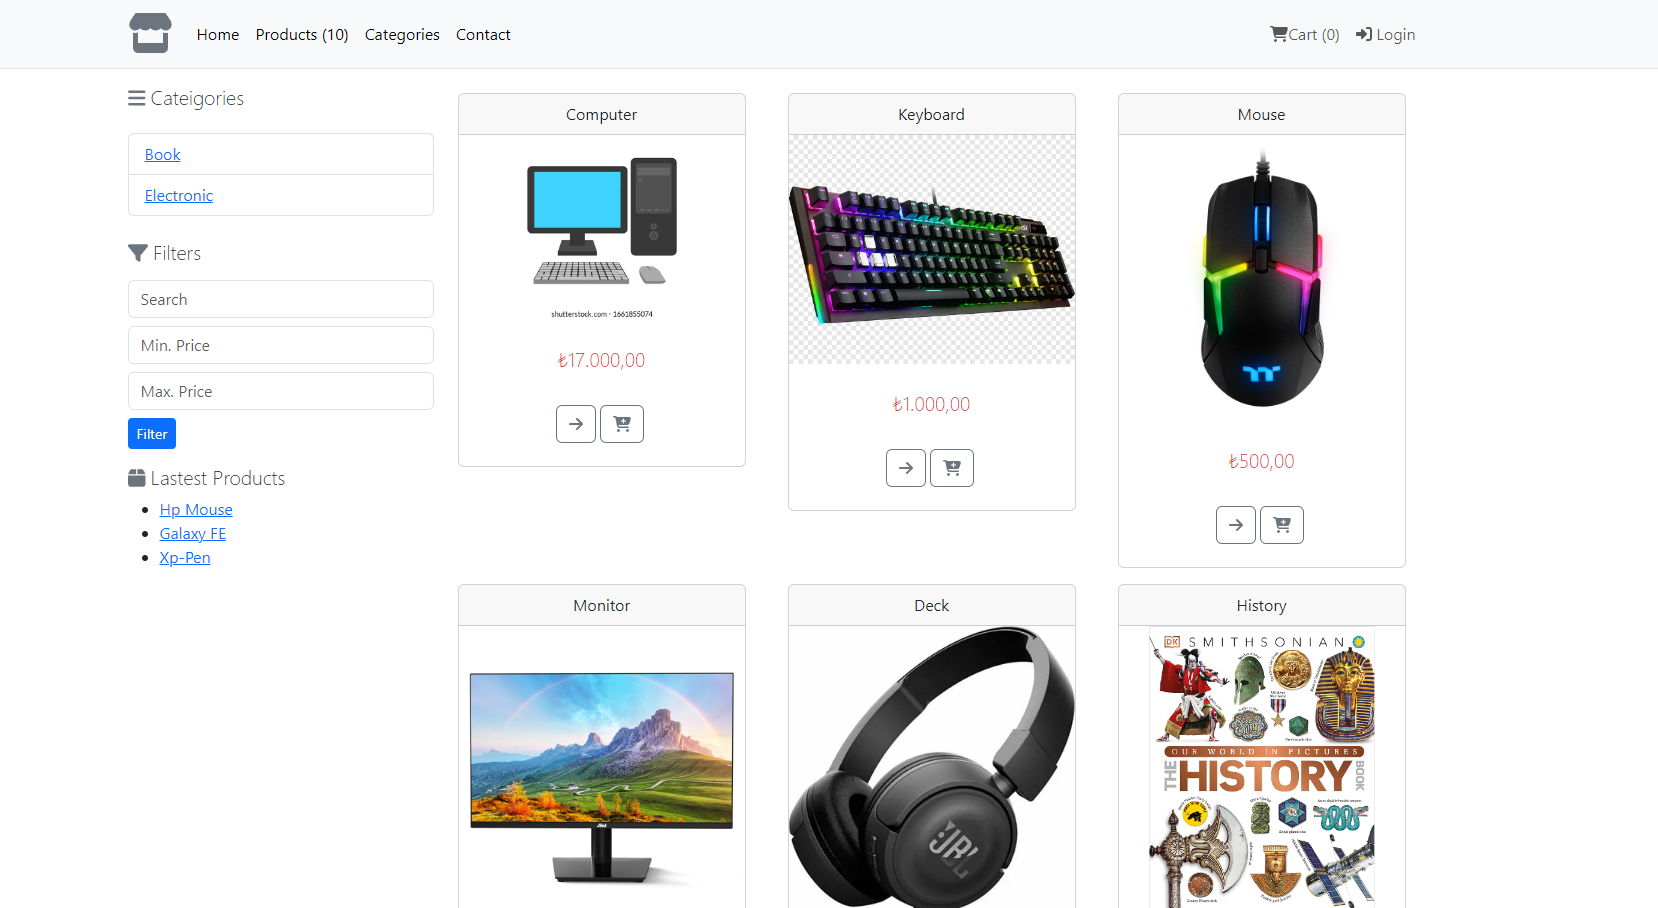 Home Products (10) Categories Contact Cart (0) Login
Cateigories
Book
Electronic
Filters
Search
Min. Price
Max. Price
Filter
Lastest Products
Hp Mouse
Galaxy FE
Xp-Pen
Computer
shutterstock.com · 1661855074
₺17.000,00
Keyboard
₺1.000,00
Mouse
₺500,00
Monitor
Deck
JBL
History
DK SMITHSONIAN
OUR WORLD IN PICTURES
THE HISTORY BOOK